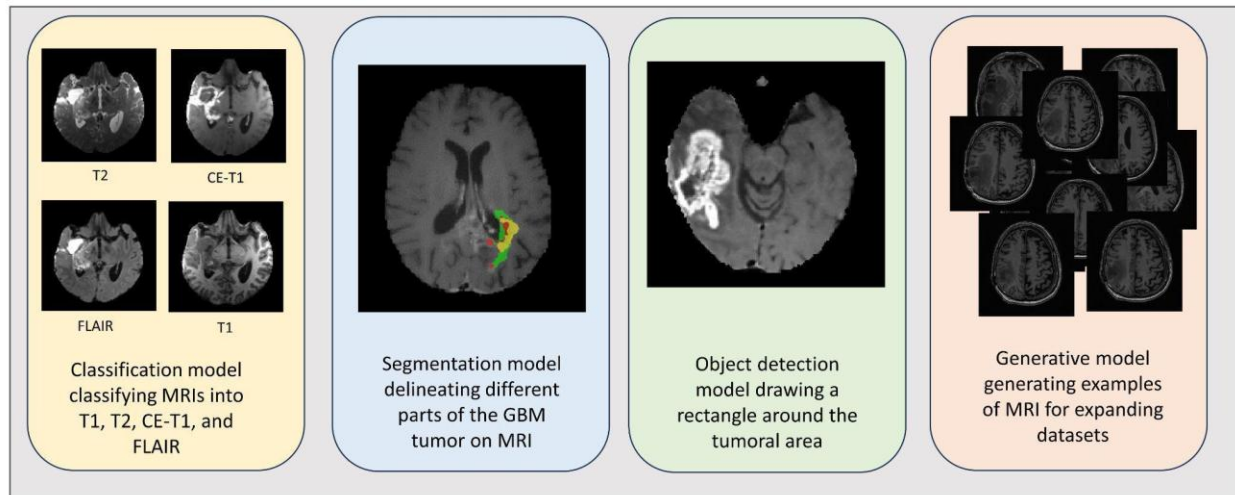 T2
CE-T1
FLAIR
T1
Classification model
classifying MRIs into
T1, T2, CE-T1, and
FLAIR
Segmentation model
delineating different
parts of the GBM
tumor on MRI
Object detection
model drawing a
rectangle around the
tumoral area
Generative model
generating examples
of MRI for expanding
datasets